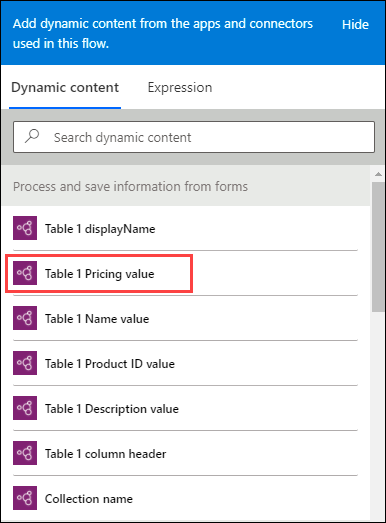 Add dynamic content from the apps and connectors Hide
used in this flow.
Dynamic content Expression
Search dynamic content
Process and save information from forms
Table 1 displayName
Table 1 Pricing value
Table 1 Name value
Table 1 Product ID value
Table 1 Description value
Table 1 column header
Collection name